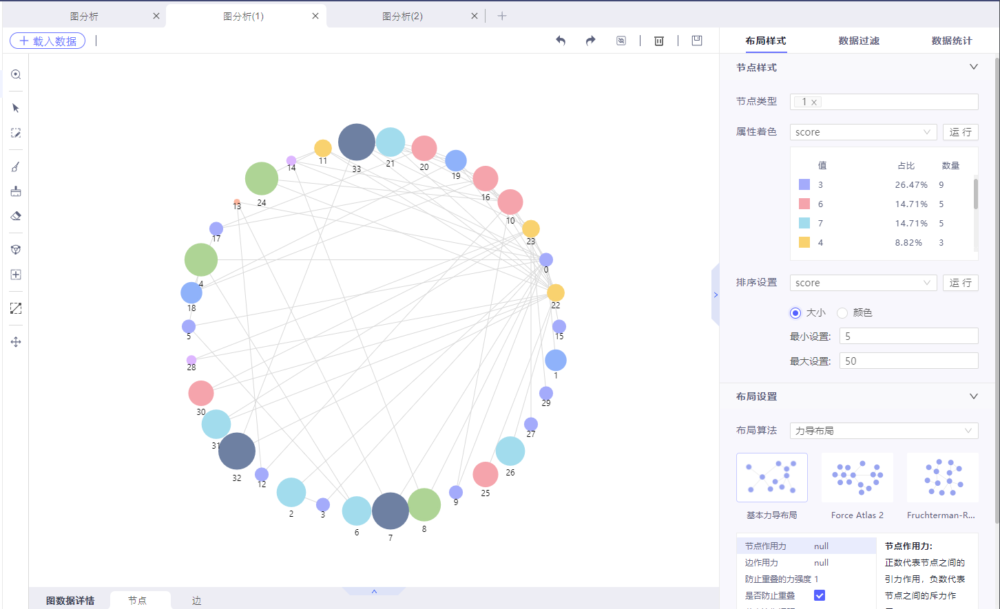 图分析
图分析(1)
图分析(2)
载入数据
布局样式
数据过滤
数据统计
节点样式
节点类型
1 x
属性着色
score
运 行
值 占比 数量
3 26.47% 9
6 14.71% 5
7 14.71% 5
4 8.82% 3
排序设置
score
运 行
大小
颜色
最小设置:
5
最大设置:
50
布局设置
布局算法
力导布局
基本力导布局
Force Atlas 2
Fruchterman-R...
节点作用力 null
边作用力 null
防止重叠的力强度 1
是否防止重叠
节点作用力:
正数代表节点之间的
引力作用，负数代表
节点之间的斥力作
33
21
20
19
16
10
23
0
22
15
1
29
27
26
25
9
8
7
6
3
2
12
32
31
30
28
5
18
4
17
13
24
14
11
图数据详情
节点
边